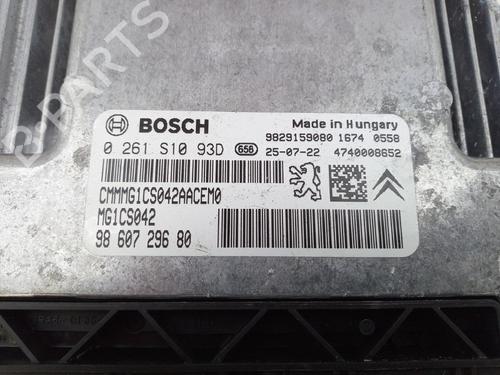 BOSCH
Made in Hungary
9829159080 1674 0558
0 261 S10 93D 656 25-07-22 4740008652
CMMMG1CS042AACEM0
MG1CS042
98 607 296 80
B-PARTS